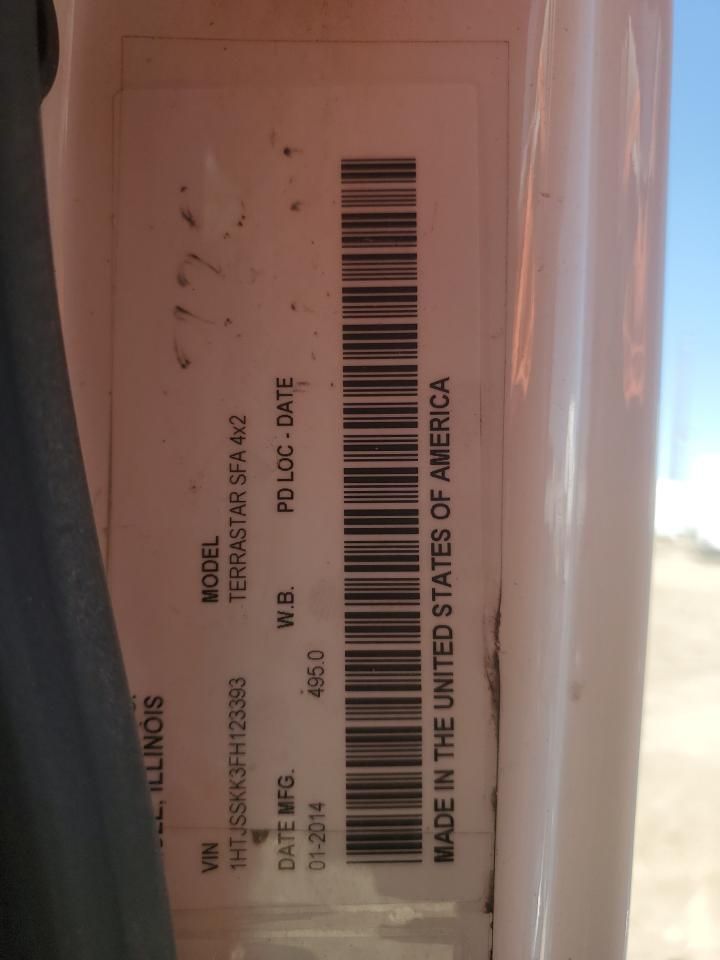 ILLINOIS
VIN MODEL
1HTJSSKK3FH123393 TERRASTAR SFA 4x2
DATE MFG. W.B. PD LOC - DATE
01-2014 495.0
MADE IN THE UNITED STATES OF AMERICA